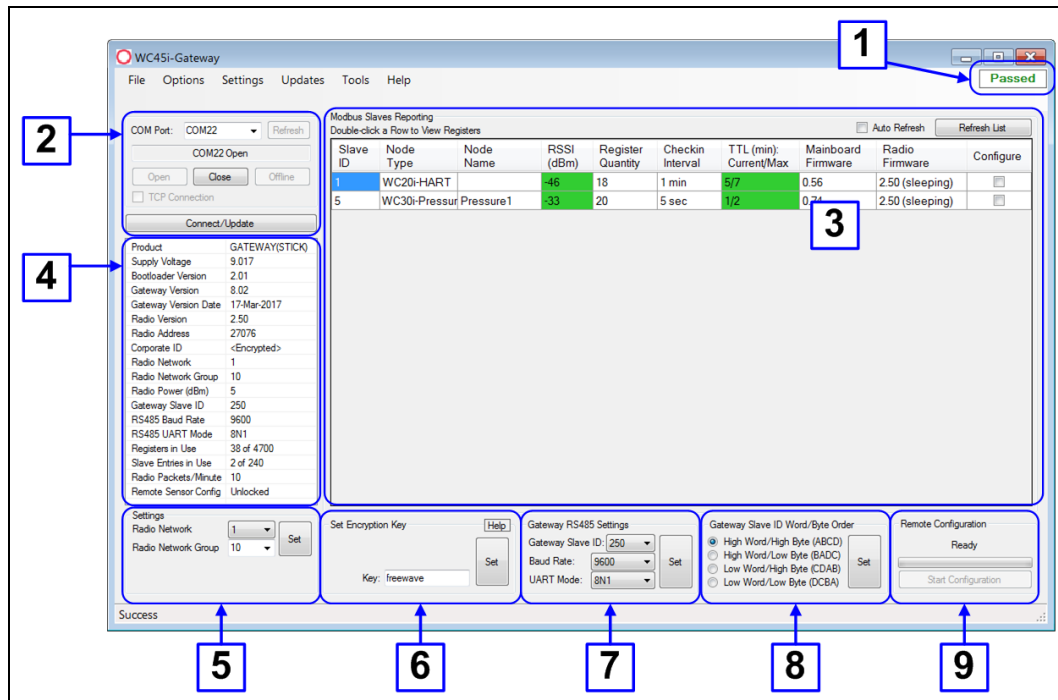 1
WC45i-Gateway
File Options Settings Updates Tools Help
Passed
2
COM Port: COM22 Refresh
COM22 Open
Open Close Offline
TCP Connection
Connect/Update
Modbus Slaves Reporting
Double-click a Row to View Registers
Auto Refresh Refresh List
Slave ID Node Type Node Name RSSI (dBm) Register Quantity Checkin Interval TTL (min): Current/Max Mainboard Firmware Radio Firmware Configure
1 WC20i-HART -46 18 1 min 5/7 0.56 2.50 (sleeping)
5 WC30i-Pressur Pressure1 -33 20 5 sec 1/2 2.50 (sleeping)
3
4
Product GATEWAY(STICK)
Supply Voltage 9.017
Bootloader Version 2.01
Gateway Version 8.02
Gateway Version Date 17-Mar-2017
Radio Version 2.50
Radio Address 27076
Corporate ID <Encrypted>
Radio Network 1
Radio Network Group 10
Radio Power (dBm) 5
Gateway Slave ID 250
RS485 Baud Rate 9600
RS485 UART Mode 8N1
Registers in Use 38 of 4700
Slave Entries in Use 2 of 240
Radio Packets/Minute 10
Remote Sensor Config Unlocked
Settings
Radio Network 1
Radio Network Group 10
Set
Set Encryption Key Help
Set
Key: freewave
Gateway RS485 Settings
Gateway Slave ID: 250
Baud Rate: 9600
UART Mode: 8N1
Set
Gateway Slave ID Word/Byte Order
High Word/High Byte (ABCD)
High Word/Low Byte (BADC)
Low Word/High Byte (CDAB)
Low Word/Low Byte (DCBA)
Set
Remote Configuration
Ready
Start Configuration
Success
5 6 7 8 9